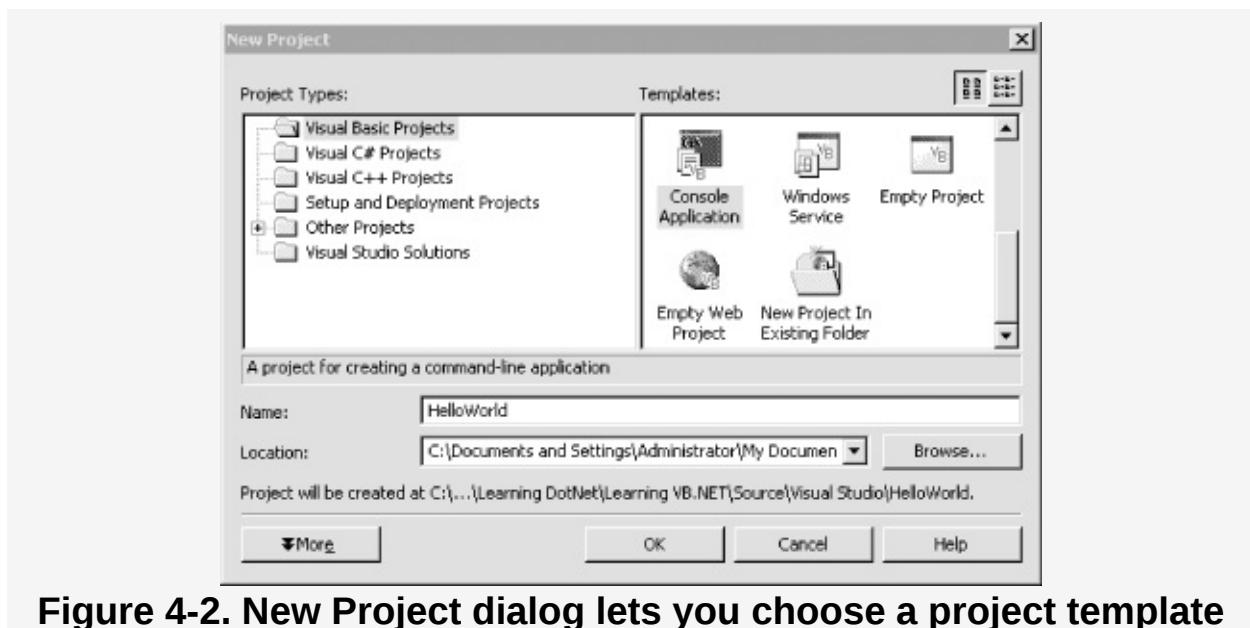 New Project
Project Types:
Templates:
Visual Basic Projects
Visual C# Projects
Visual C++ Projects
Setup and Deployment Projects
Other Projects
Visual Studio Solutions
Console
Application
Windows
Service
Empty Project
Empty Web
Project
New Project In
Existing Folder
A project for creating a command-line application
Name:
HelloWorld
Location:
C:\Documents and Settings\Administrator\My Documen
Browse...
Project will be created at C:\...\Learning DotNet\Learning VB.NET\Source\Visual Studio\HelloWorld.
More
OK
Cancel
Help
Figure 4-2. New Project dialog lets you choose a project template